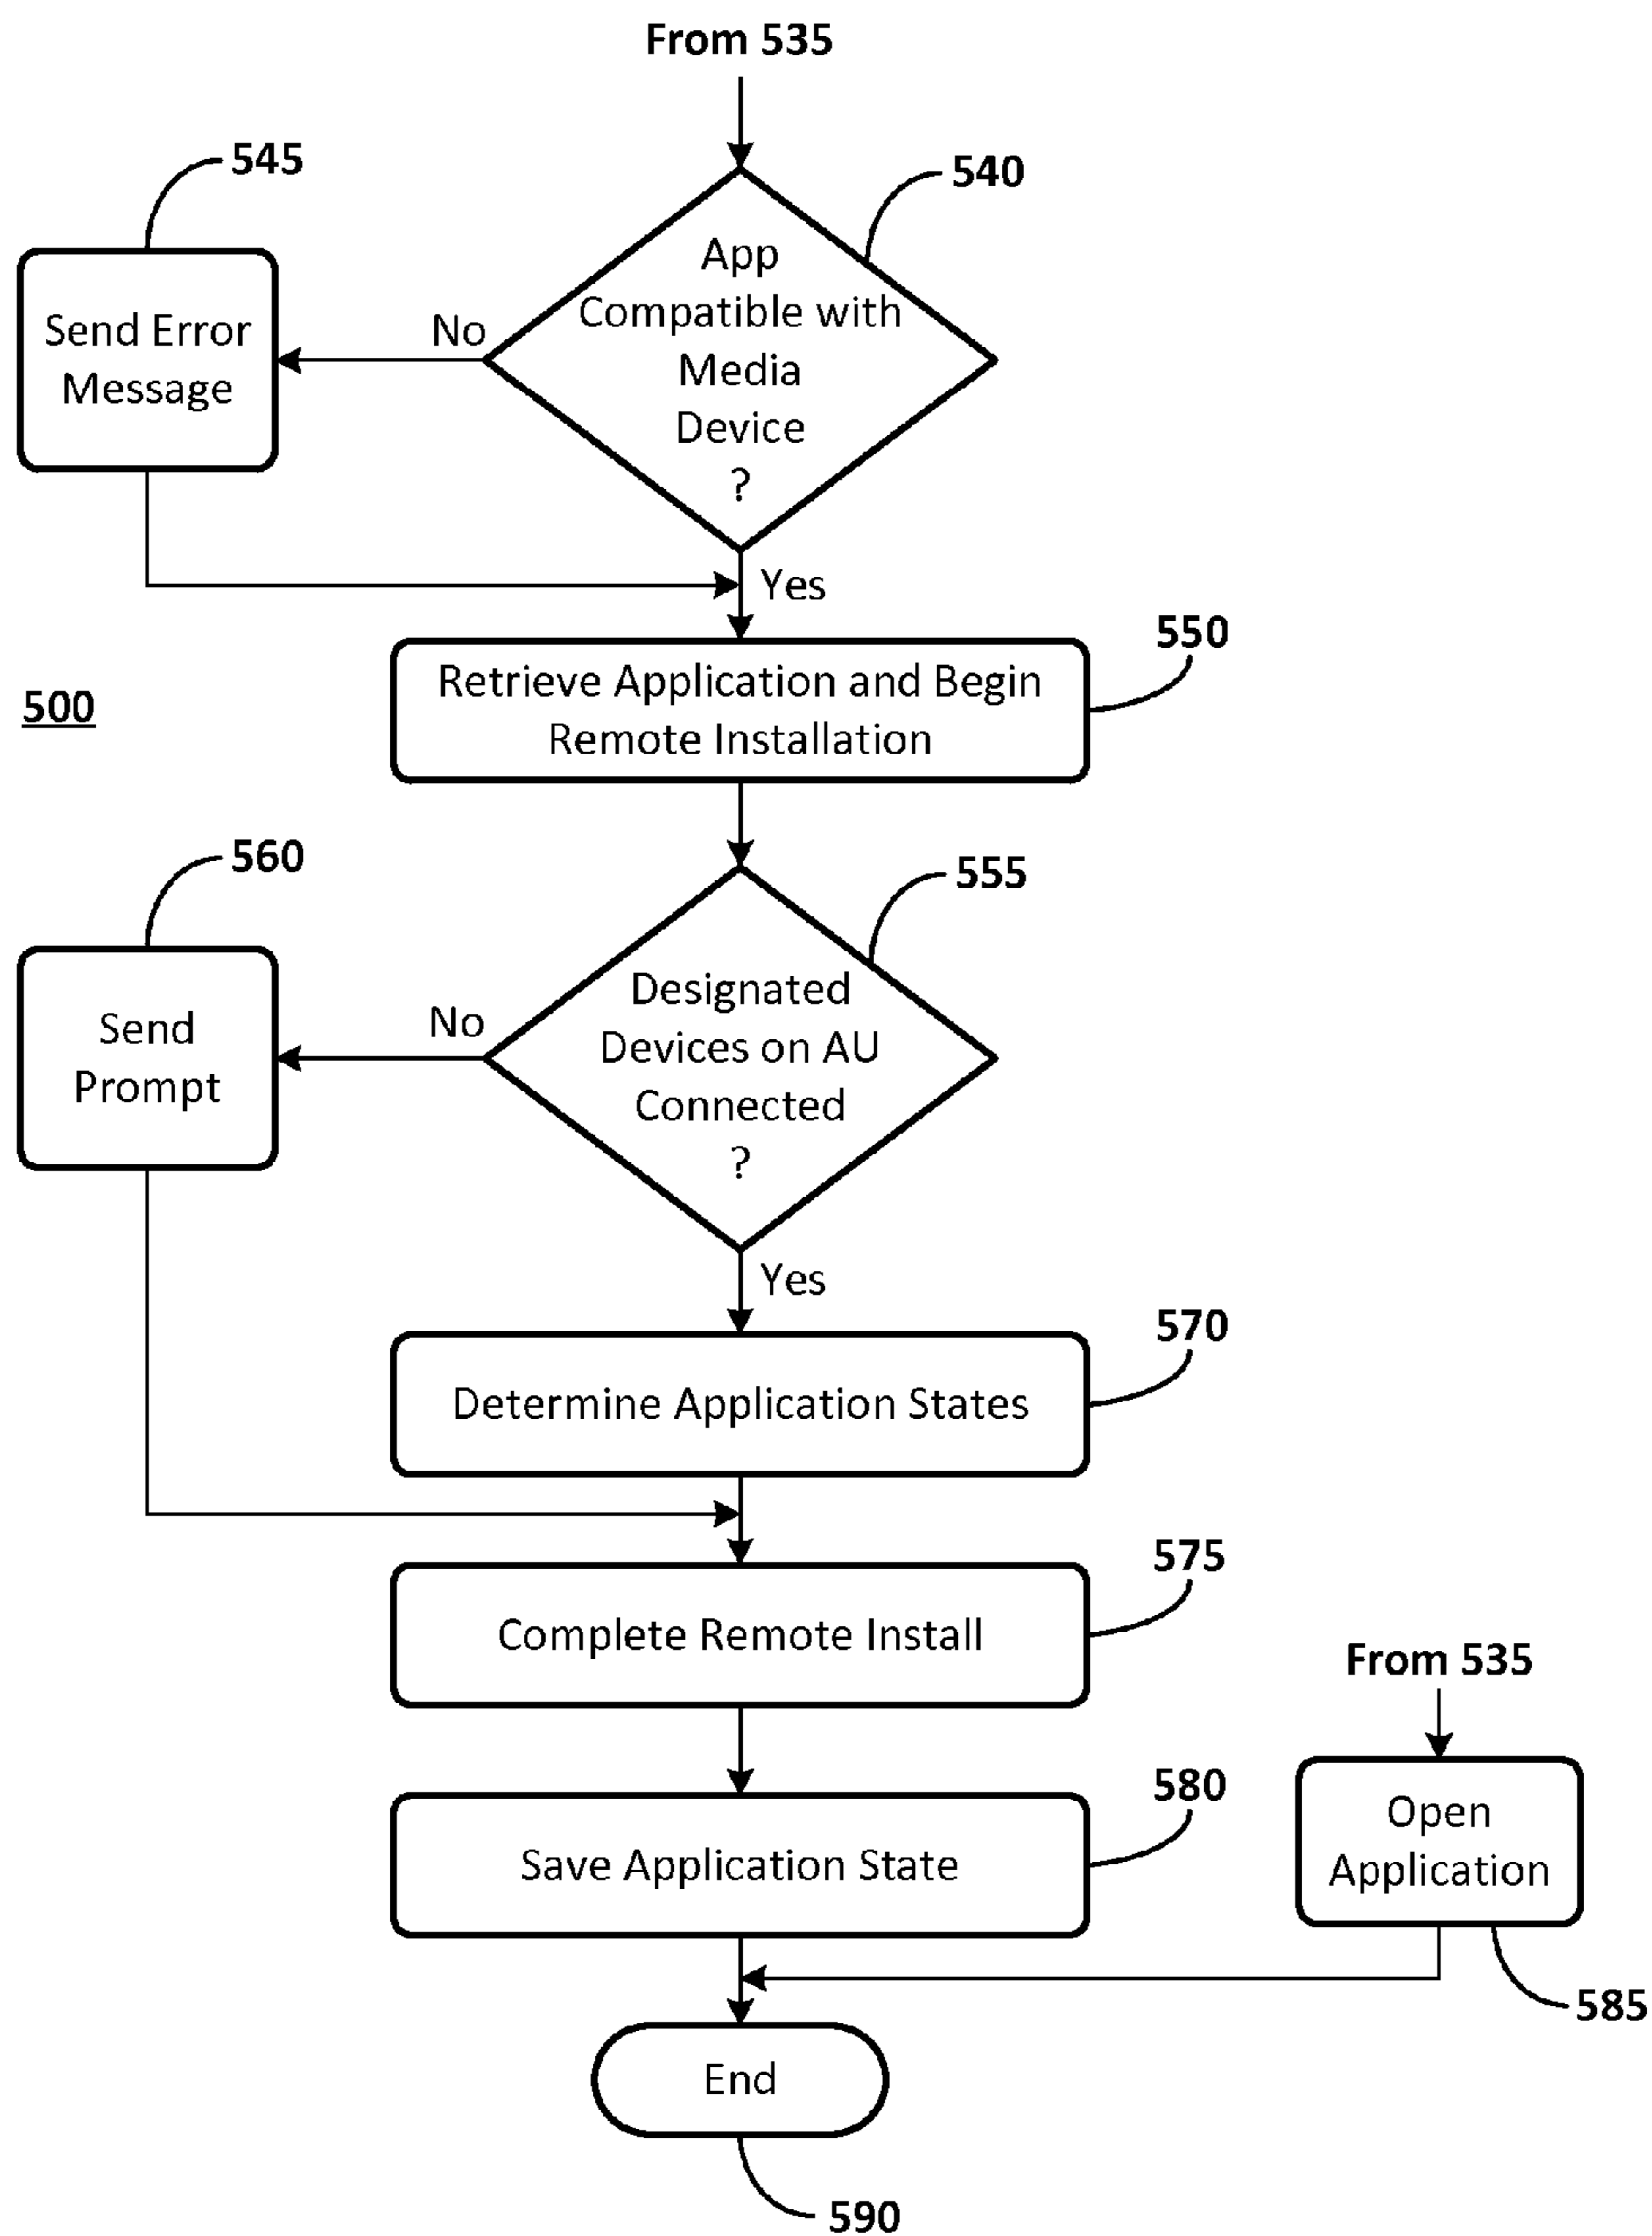 From 535
545
540
App
Compatible with
Media
Device
?
Send Error
Message
No
Yes
550
Retrieve Application and Begin
Remote Installation
500
560
555
Designated
Devices on AU
Connected
?
Send
Prompt
No
Yes
570
Determine Application States
575
Complete Remote Install
From 535
580
Save Application State
Open
Application
585
End
590